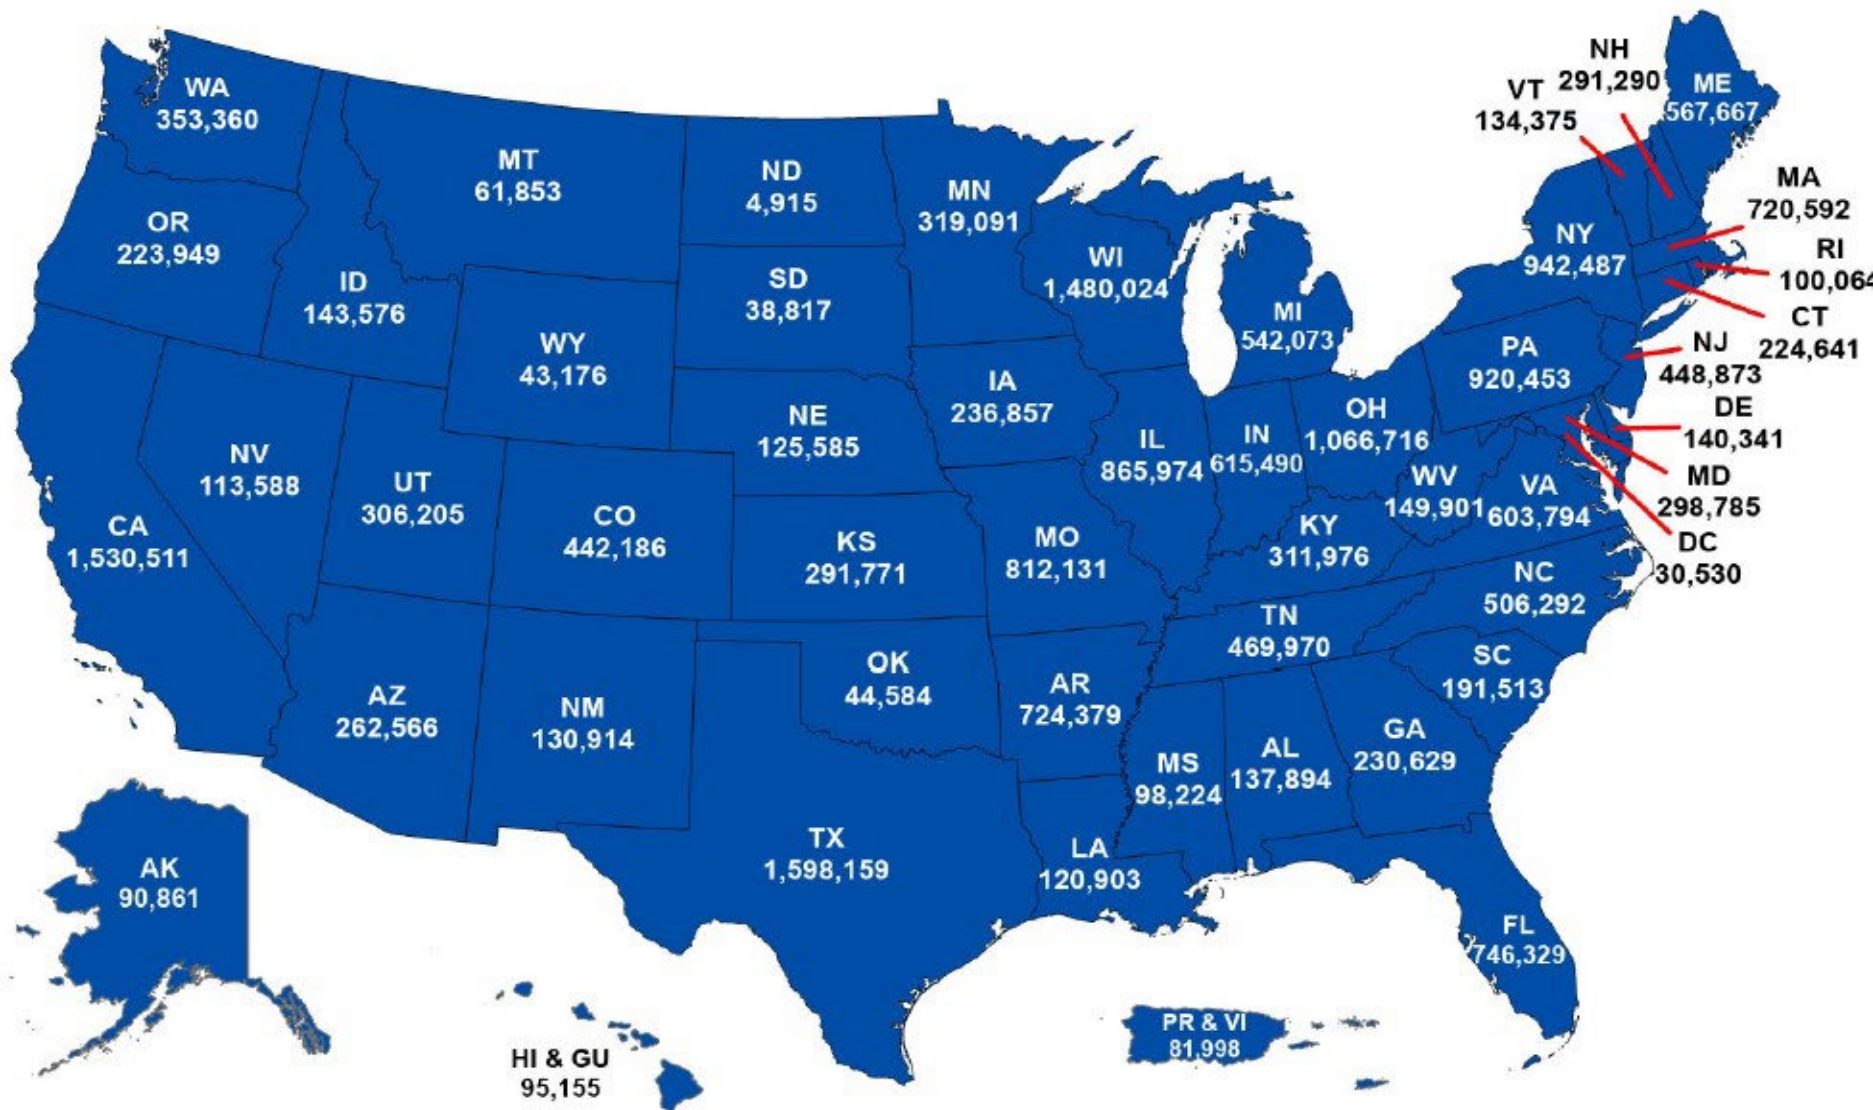 WA
353,360
OR
223,949
CA
1,530,511
NV
113,588
ID
143,576
MT
61,853
WY
43,176
UT
306,205
CO
442,186
AZ
262,566
NM
130,914
ND
4,915
SD
38,817
NE
125,585
KS
291,771
OK
44,584
TX
1,598,159
MN
319,091
IA
236,857
MO
812,131
AR
724,379
LA
120,903
WI
1,480,024
IL
865,974
MI
542,073
IN
615,490
OH
1,066,716
KY
311,976
TN
469,970
MS
98,224
AL
137,894
GA
230,629
FL
746,329
SC
191,513
NC
506,292
VA
603,794
WV
149,901
PA
920,453
NY
942,487
VT
134,375
NH
291,290
ME
567,667
MA
720,592
RI
100,064
CT
224,641
NJ
448,873
DE
140,341
MD
298,785
DC
30,530
AK
90,861
HI & GU
95,155
PR & VI
81,998